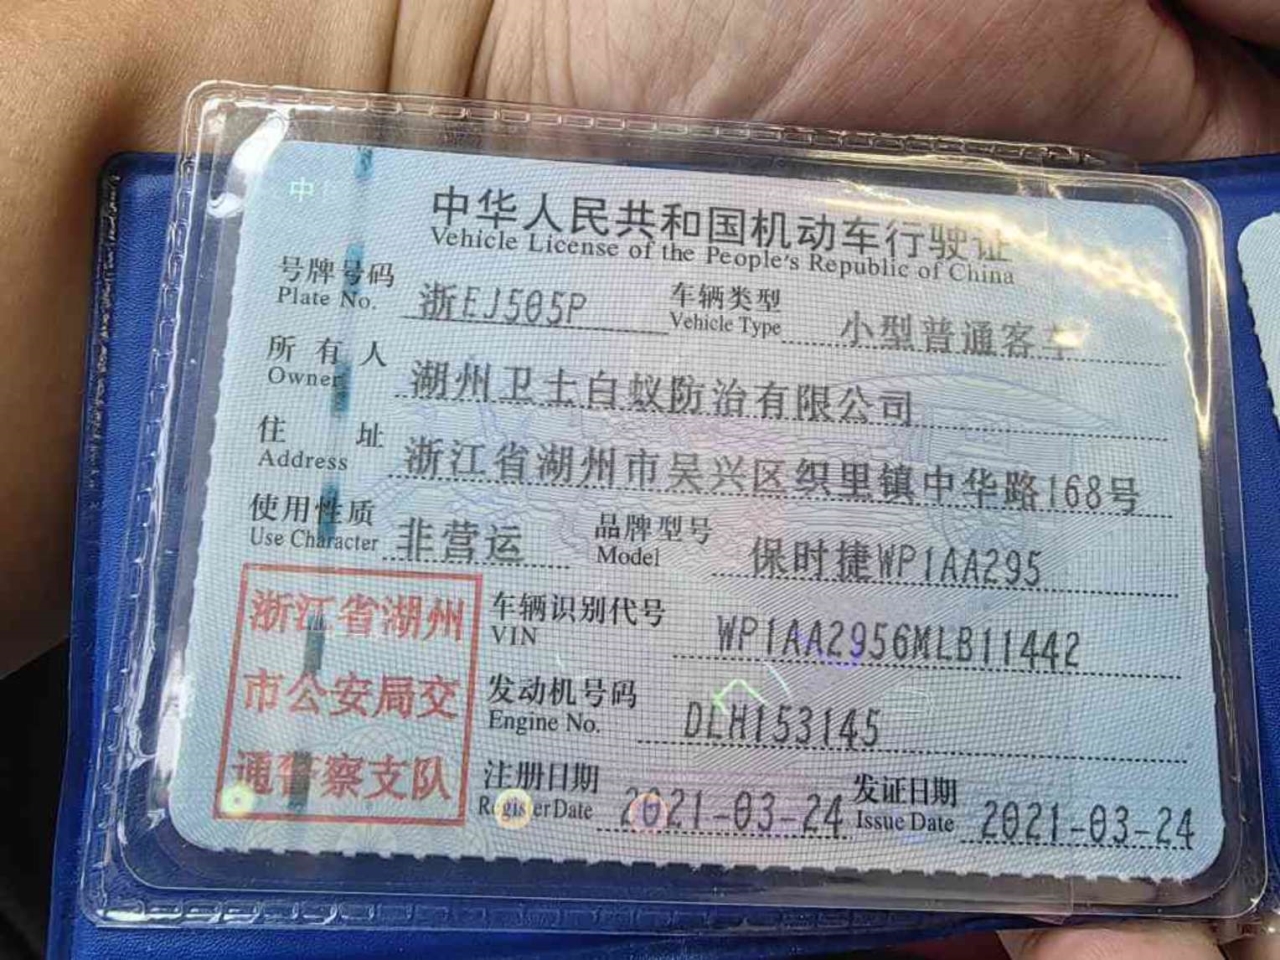 中
中华人民共和国机动车行驶证
Vehicle License of the People's Republic of China
号牌号码 浙EJ505P 车辆类型 小型普通客车
Plate No. Vehicle Type
所有人 湖州卫士白蚁防治有限公司
Owner
住址 浙江省湖州市吴兴区织里镇中华路168号
Address
使用性质 非营运 品牌型号 保时捷WP1AA295
Use Character Model
浙江省湖州
市公安局交
通警察支队
车辆识别代号 WP1AA2956MLB11442
VIN
发动机号码 DLH153145
Engine No.
注册日期 2021-03-24 发证日期 2021-03-24
Register Date Issue Date